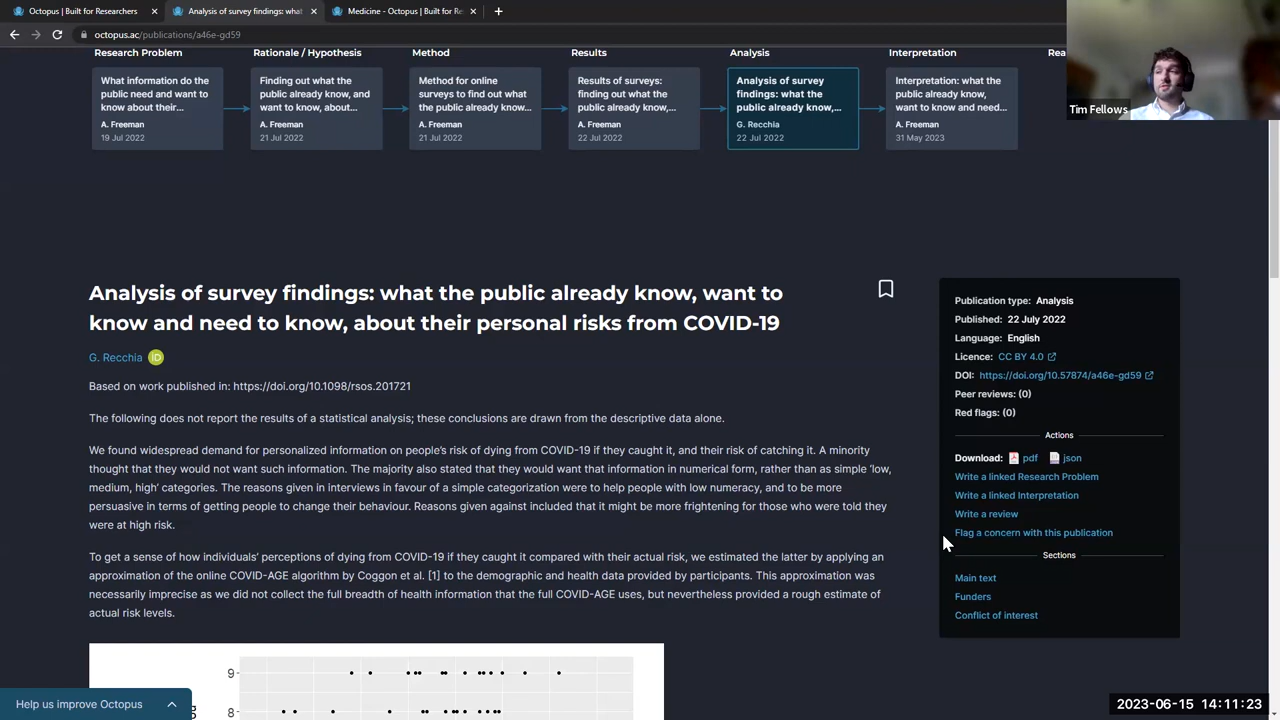 Octopus | Built for Researchers
Analysis of survey findings: what
Medicine - Octopus | Built for Re
octopus.ac/publications/a46e-gd59
Research Problem
Rationale / Hypothesis
Method
Results
Analysis
Interpretation
Rea
What information do the
public need and want to
know about their...
A. Freeman
19 Jul 2022
Finding out what the
public already know, and
want to know, about...
A. Freeman
21 Jul 2022
Method for online
surveys to find out what
the public already know...
A. Freeman
21 Jul 2022
Results of surveys:
finding out what the
public already know,...
A. Freeman
22 Jul 2022
Analysis of survey
findings: what the
public already know,...
G. Recchia
22 Jul 2022
Interpretation: what the
public already know,
want to know and need...
A. Freeman
31 May 2023
Tim Fellows
Analysis of survey findings: what the public already know, want to
know and need to know, about their personal risks from COVID-19
G. Recchia iD
Based on work published in: https://doi.org/10.1098/rsos.201721
The following does not report the results of a statistical analysis; these conclusions are drawn from the descriptive data alone.
We found widespread demand for personalized information on people's risk of dying from COVID-19 if they caught it, and their risk of catching it. A minority
thought that they would not want such information. The majority also stated that they would want that information in numerical form, rather than as simple 'low,
medium, high' categories. The reasons given in interviews in favour of a simple categorization were to help people with low numeracy, and to be more
persuasive in terms of getting people to change their behaviour. Reasons given against included that it might be more frightening for those who were told they
were at high risk.
To get a sense of how individuals' perceptions of dying from COVID-19 if they caught it compared with their actual risk, we estimated the latter by applying an
approximation of the online COVID-AGE algorithm by Coggon et al. [1] to the demographic and health data provided by participants. This approximation was
necessarily imprecise as we did not collect the full breadth of health information that the full COVID-AGE uses, but nevertheless provided a rough estimate of
actual risk levels.
9
8
Publication type: Analysis
Published: 22 July 2022
Language: English
Licence: CC BY 4.0
DOI: https://doi.org/10.57874/a46e-gd59
Peer reviews: (0)
Red flags: (0)
Actions
Download: pdf json
Write a linked Research Problem
Write a linked Interpretation
Write a review
Flag a concern with this publication
Sections
Main text
Funders
Conflict of interest
Help us improve Octopus
2023-06-15 14:11:23